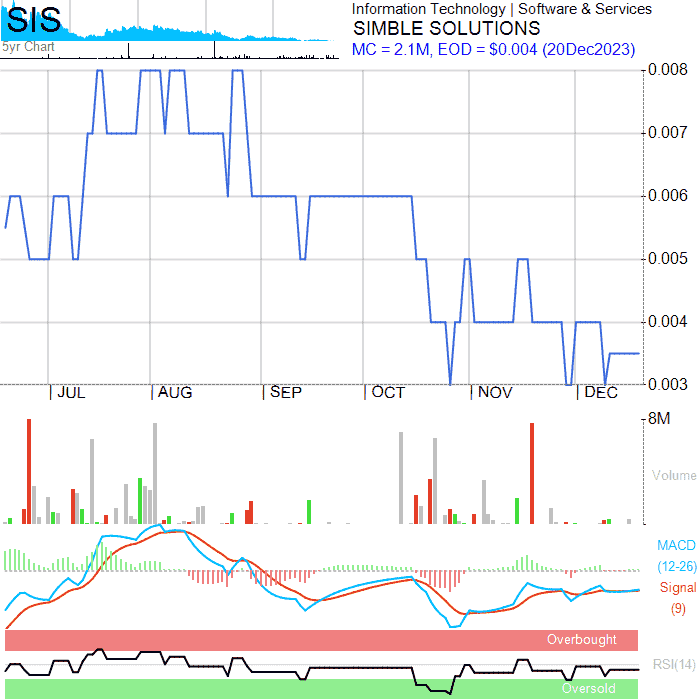 SIS
5yr Chart
Information Technology | Software & Services
SIMBLE SOLUTIONS
MC = 2.1M, EOD = $0.004 (20Dec2023)
0.008
0.007
0.006
0.005
0.004
0.003
| JUL | AUG | SEP | OCT | NOV | DEC
8M
Volume
MACD
(12-26)
Signal
(9)
Overbought
RSI(14)
Oversold